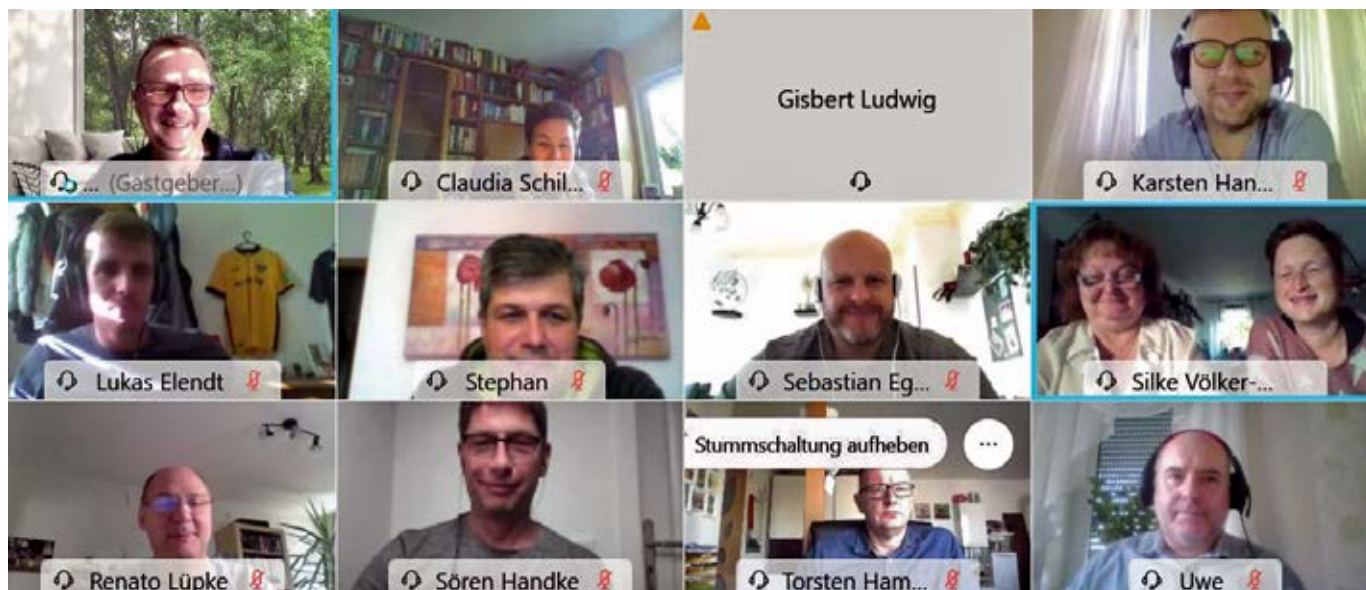 ... (Gastgeber...)
Claudia Schil...
Gisbert Ludwig
Karsten Han...
Lukas Elendt
Stephan
Sebastian Eg...
Silke Völker-...
Renato Lüpke
Sören Handke
Stummschaltung aufheben ...
Torsten Ham...
Uwe